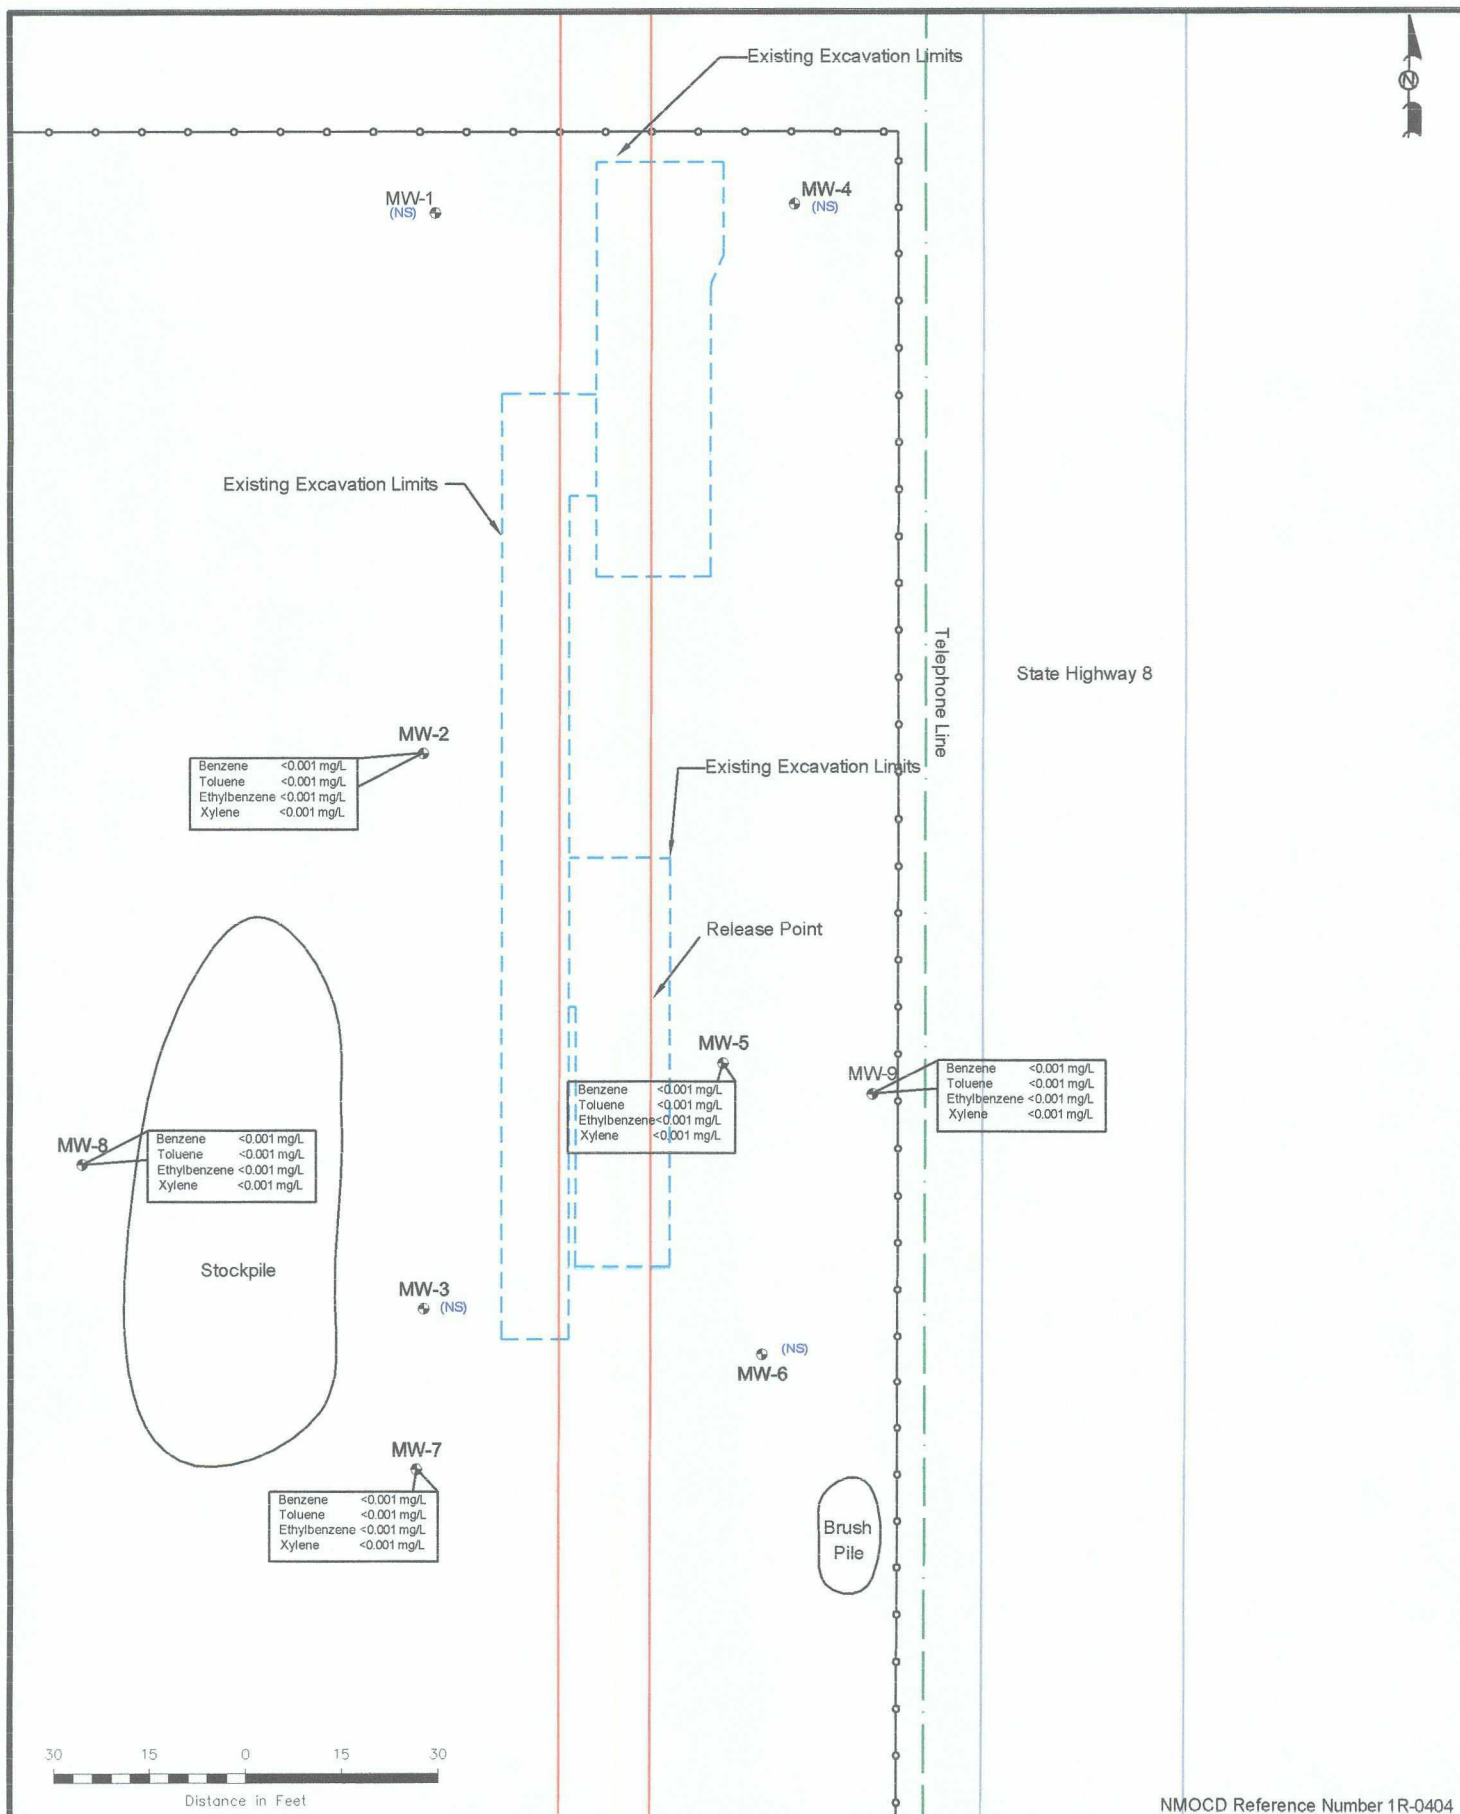 Existing Excavation Limits
N
MW-1
(NS)
MW-4
(NS)
Existing Excavation Limits
Telephone Line
State Highway 8
MW-2
Benzene <0.001 mg/L
Toluene <0.001 mg/L
Ethylbenzene <0.001 mg/L
Xylene <0.001 mg/L
Existing Excavation Limits
Release Point
MW-5
Benzene <0.001 mg/L
Toluene <0.001 mg/L
Ethylbenzene <0.001 mg/L
Xylene <0.001 mg/L
MW-9
Benzene <0.001 mg/L
Toluene <0.001 mg/L
Ethylbenzene <0.001 mg/L
Xylene <0.001 mg/L
MW-8
Benzene <0.001 mg/L
Toluene <0.001 mg/L
Ethylbenzene <0.001 mg/L
Xylene <0.001 mg/L
Stockpile
MW-3
(NS)
(NS)
MW-6
MW-7
Benzene <0.001 mg/L
Toluene <0.001 mg/L
Ethylbenzene <0.001 mg/L
Xylene <0.001 mg/L
Brush
Pile
30 15 0 15 30
Distance in Feet
NMOCD Reference Number 1R-0404